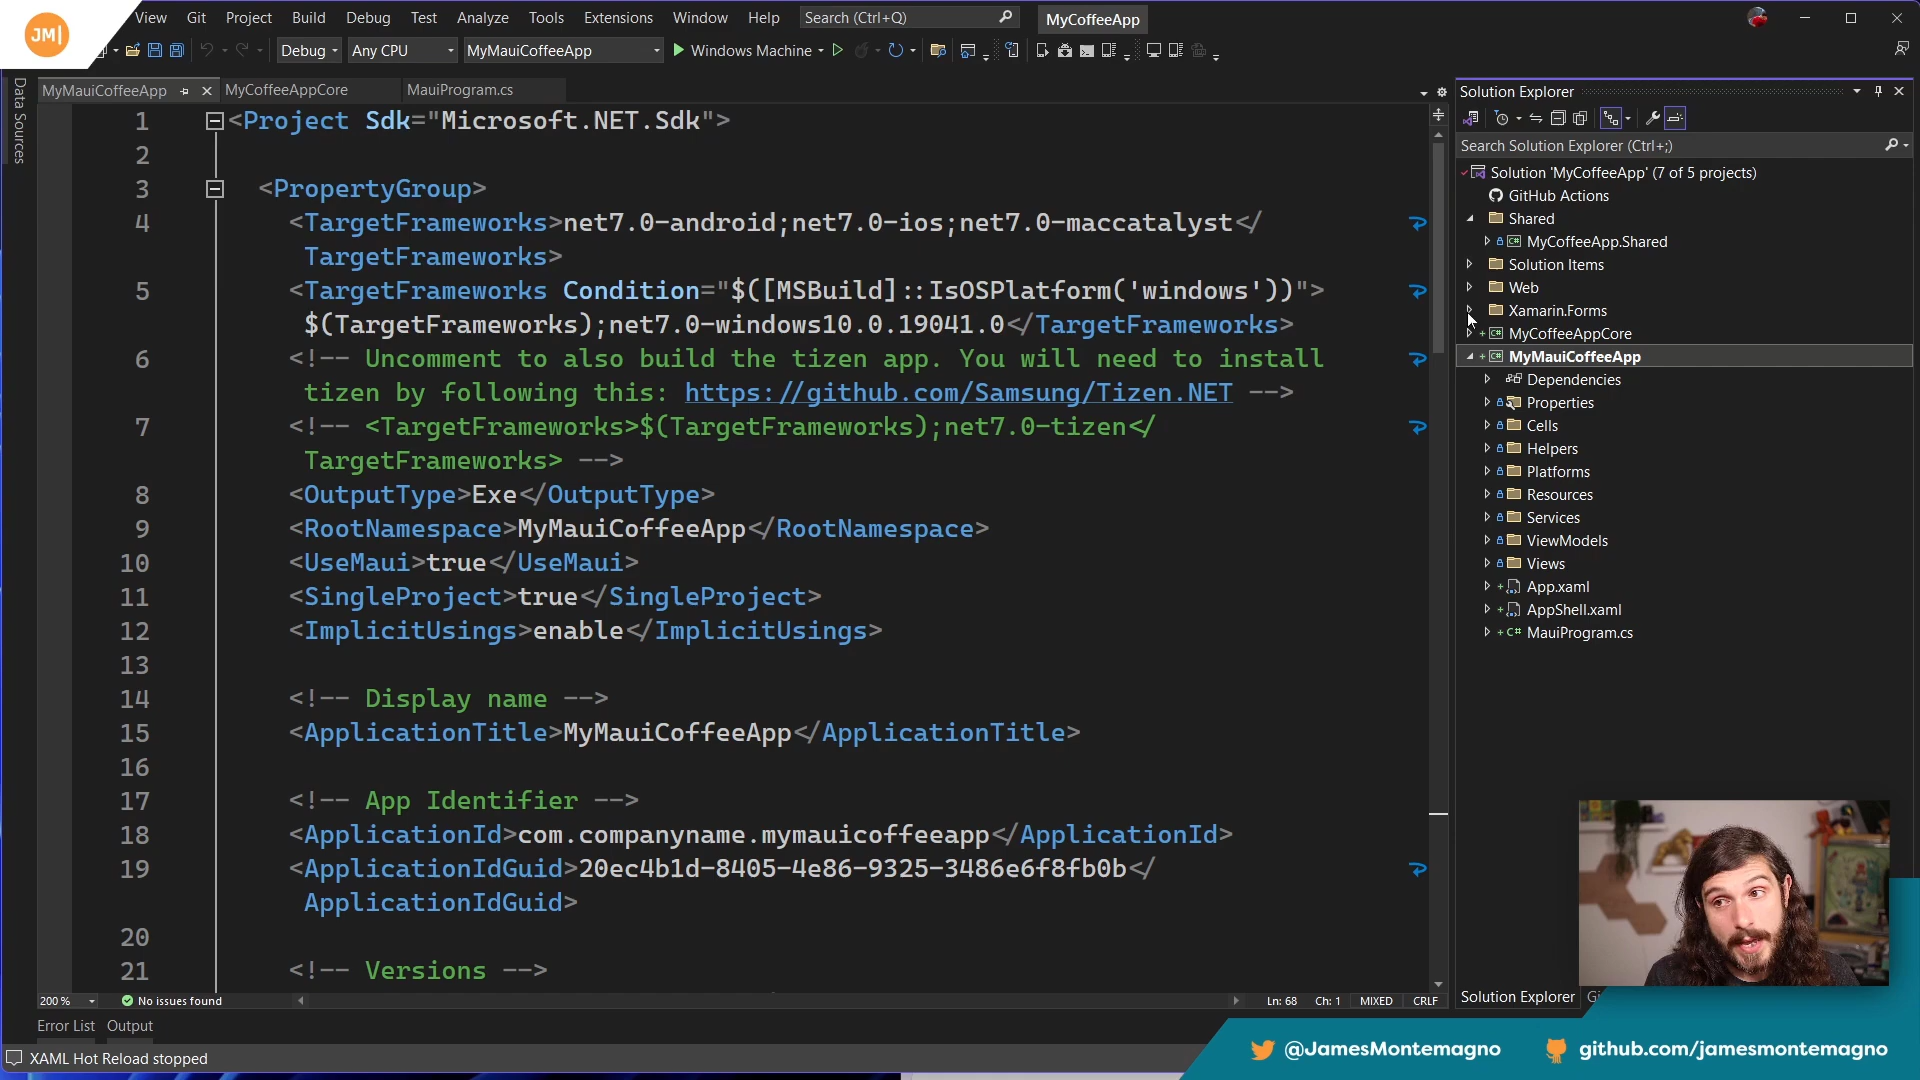 JM|
View Git Project Build Debug Test Analyze Tools Extensions Window Help Search (Ctrl+Q) MyCoffeeApp
Debug Any CPU MyMauiCoffeeApp Windows Machine
Data Sources
MyMauiCoffeeApp MyCoffeeAppCore MauiProgram.cs
1 <Project Sdk="Microsoft.NET.Sdk">
2
3 <PropertyGroup>
4 <TargetFrameworks>net7.0-android;net7.0-ios;net7.0-maccatalyst</
TargetFrameworks>
5 <TargetFrameworks Condition="$([MSBuild]::IsOSPlatform('windows'))">
$(TargetFrameworks);net7.0-windows10.0.19041.0</TargetFrameworks>
6 <!-- Uncomment to also build the tizen app. You will need to install
tizen by following this: https://github.com/Samsung/Tizen.NET -->
7 <!-- <TargetFrameworks>$(TargetFrameworks);net7.0-tizen</
TargetFrameworks> -->
8 <OutputType>Exe</OutputType>
9 <RootNamespace>MyMauiCoffeeApp</RootNamespace>
10 <UseMaui>true</UseMaui>
11 <SingleProject>true</SingleProject>
12 <ImplicitUsings>enable</ImplicitUsings>
13
14 <!-- Display name -->
15 <ApplicationTitle>MyMauiCoffeeApp</ApplicationTitle>
16
17 <!-- App Identifier -->
18 <ApplicationId>com.companyname.mymauicoffeeapp</ApplicationId>
19 <ApplicationIdGuid>20ec4b1d-8405-4e86-9325-3486e6f8fb0b</
ApplicationIdGuid>
20
21 <!-- Versions -->
200 % No issues found Ln: 68 Ch: 1 MIXED CRLF
Error List Output
XAML Hot Reload stopped
Solution Explorer
Search Solution Explorer (Ctrl+;)
Solution 'MyCoffeeApp' (7 of 5 projects)
GitHub Actions
Shared
MyCoffeeApp.Shared
Solution Items
Web
Xamarin.Forms
MyCoffeeAppCore
MyMauiCoffeeApp
Dependencies
Properties
Cells
Helpers
Platforms
Resources
Services
ViewModels
Views
App.xaml
AppShell.xaml
MauiProgram.cs
Solution Explorer
@JamesMontemagno github.com/jamesmontemagno